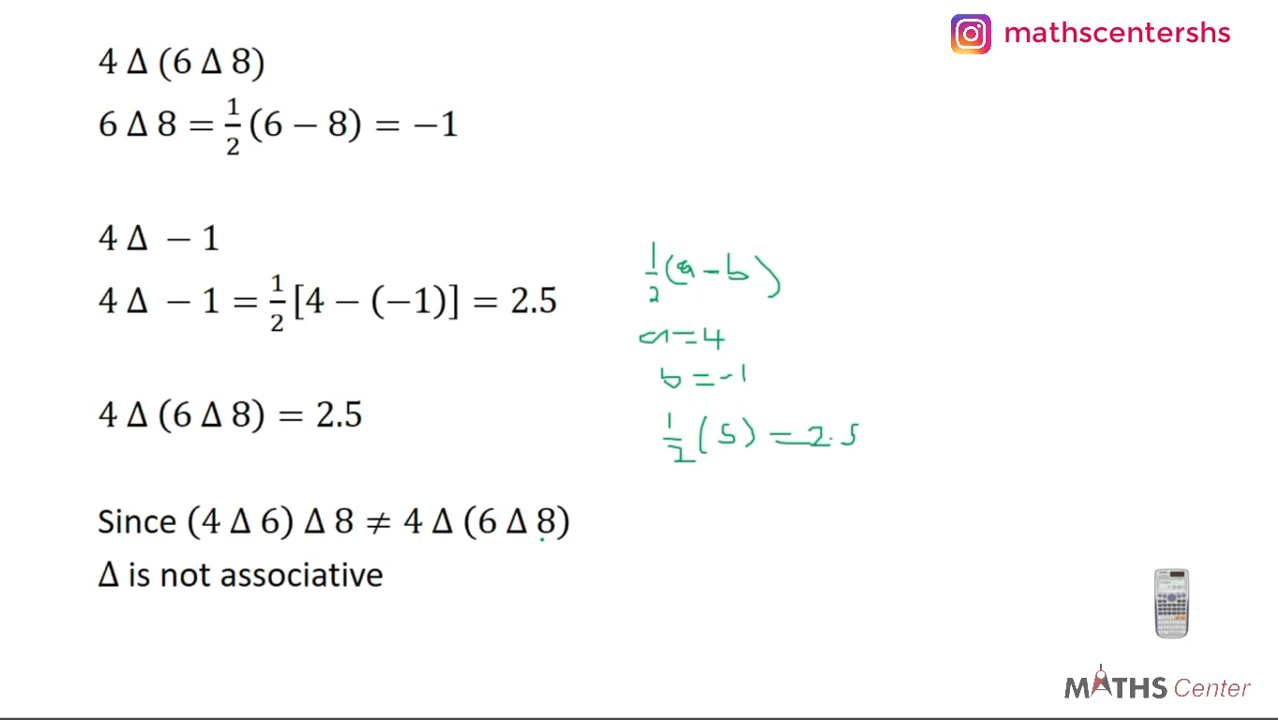 mathscentershs
4 Δ (6 Δ 8)
6 Δ 8 = 1/2 (6 − 8) = −1
4 Δ − 1
4 Δ − 1 = 1/2 [4 − (−1)] = 2.5
1/2 (a − b)
a = 4
b = −1
4 Δ (6 Δ 8) = 2.5
1/2 (5) = 2.5
Since (4 Δ 6) Δ 8 ≠ 4 Δ (6 Δ 8)
Δ is not associative
MATHS Center